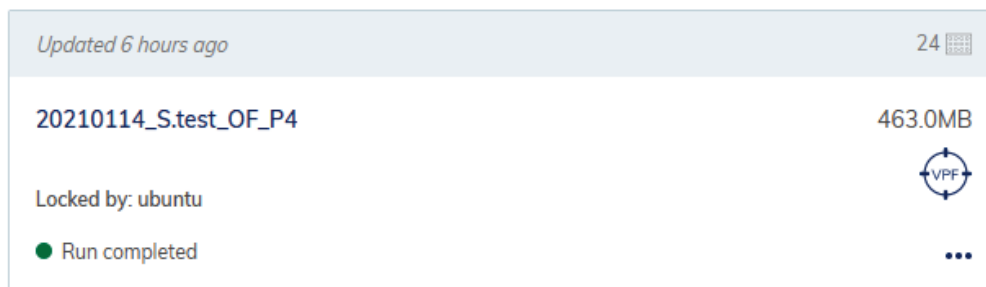 Updated 6 hours ago 24
20210114_S.test_OF_P4 463.0MB
VPF
Locked by: ubuntu
Run completed